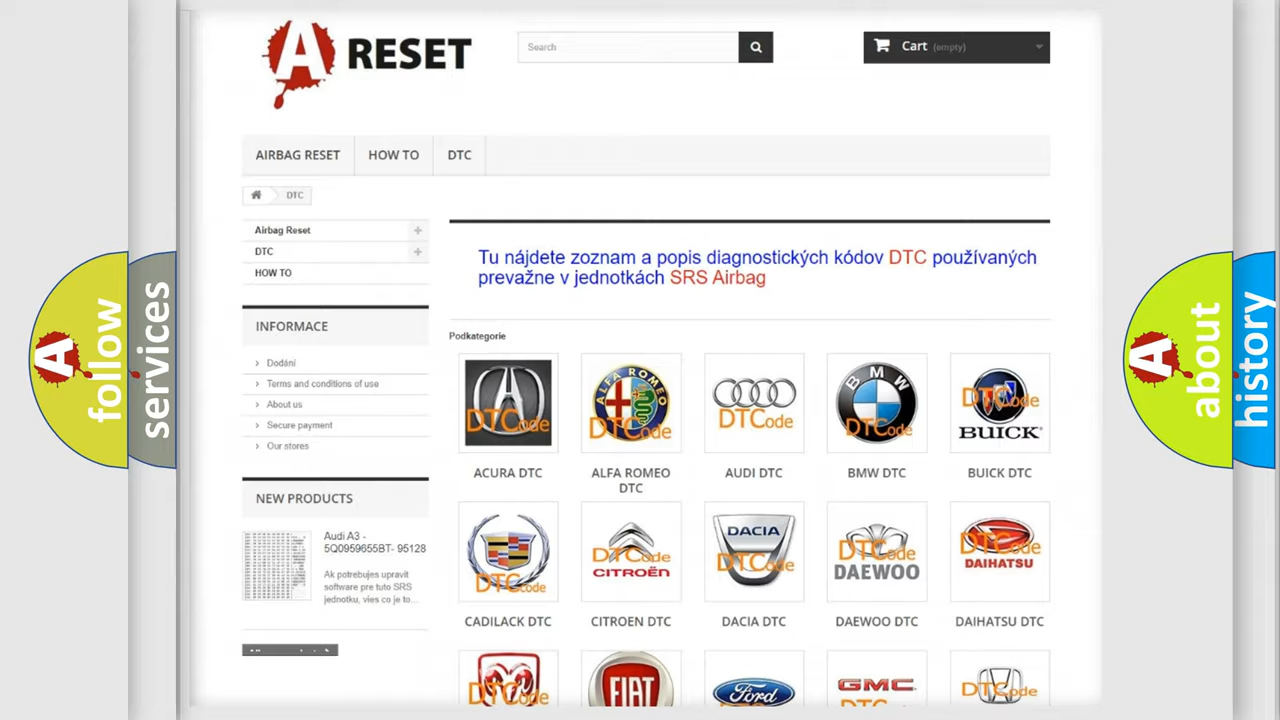 A RESET
Search
Cart (empty)
AIRBAG RESET
HOW TO
DTC
DTC
Airbag Reset
DTC
HOW TO
INFORMACE
Dodání
Terms and conditions of use
About us
Secure payment
Our stores
NEW PRODUCTS
Audi A3 -
5Q0959655BT- 95128
Ak potrebujes upravit
software pre tuto SRS
jednotku, vies co je to...
Tu nájdete zoznam a popis diagnostických kódov DTC používaných
prevažne v jednotkách SRS Airbag
Podkategorie
DTCode
ALFA ROMEO
DTCode
DTCode
BMW
DTCode
DTCode
BUICK
ACURA DTC
ALFA ROMEO
DTC
AUDI DTC
BMW DTC
BUICK DTC
DTCode
DTCode
CITROËN
DACIA
DTCode
DTCode
DAEWOO
DTCode
DAIHATSU
CADILACK DTC
CITROEN DTC
DACIA DTC
DAEWOO DTC
DAIHATSU DTC
DTCode
FIAT
Ford
GMC
DTCode
A follow
services
A about
history